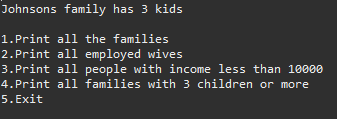 Johnsons family has 3 kids
1.Print all the families
2.Print all employed wives
3.Print all people with income less than 10000
4.Print all families with 3 children or more
5.Exit